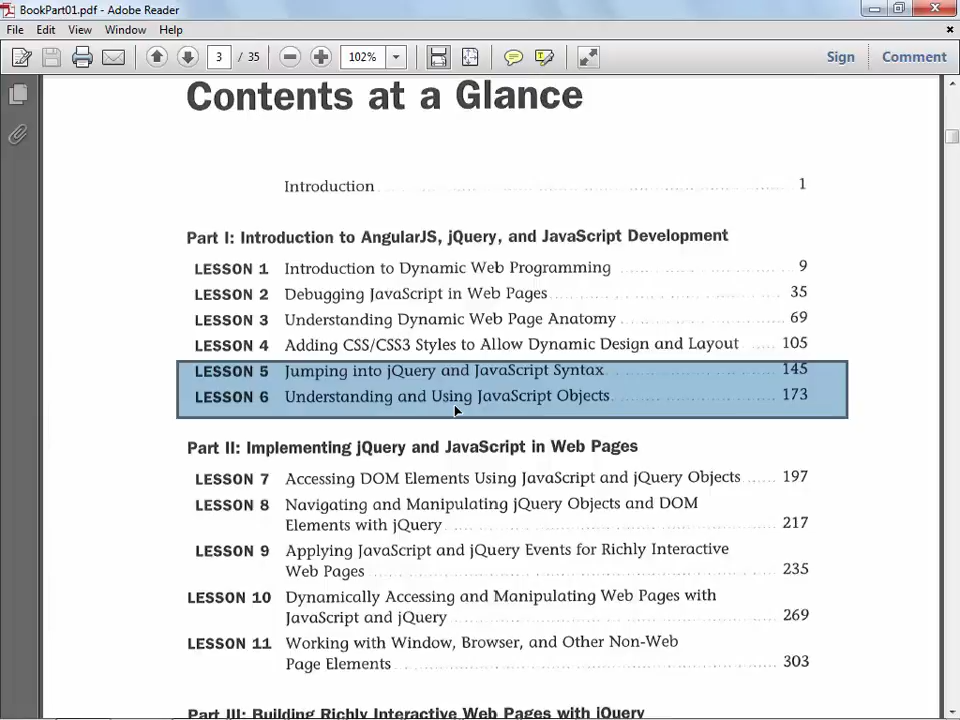 BookPart01.pdf - Adobe Reader
File Edit View Window Help
3 / 35 102% Sign Comment
Contents at a Glance
Introduction 1
Part I: Introduction to AngularJS, jQuery, and JavaScript Development
LESSON 1 Introduction to Dynamic Web Programming 9
LESSON 2 Debugging JavaScript in Web Pages 35
LESSON 3 Understanding Dynamic Web Page Anatomy 69
LESSON 4 Adding CSS/CSS3 Styles to Allow Dynamic Design and Layout 105
LESSON 5 Jumping into jQuery and JavaScript Syntax 145
LESSON 6 Understanding and Using JavaScript Objects 173
Part II: Implementing jQuery and JavaScript in Web Pages
LESSON 7 Accessing DOM Elements Using JavaScript and jQuery Objects 197
LESSON 8 Navigating and Manipulating jQuery Objects and DOM
Elements with jQuery 217
LESSON 9 Applying JavaScript and jQuery Events for Richly Interactive
Web Pages 235
LESSON 10 Dynamically Accessing and Manipulating Web Pages with
JavaScript and jQuery 269
LESSON 11 Working with Window, Browser, and Other Non-Web
Page Elements 303
Part III: Building Richly Interactive Web Pages with jQuery